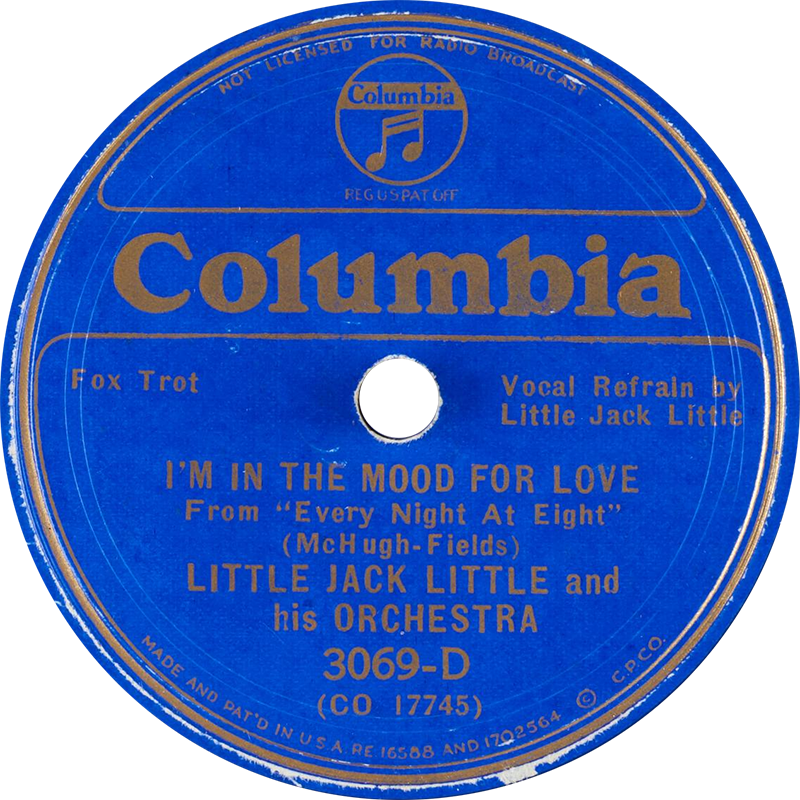 NOT LICENSED FOR RADIO BROADCAST
Columbia
REG U S PAT OFF
Columbia
Fox Trot
Vocal Refrain by
Little Jack Little
I'M IN THE MOOD FOR LOVE
From "Every Night At Eight"
(McHugh-Fields)
LITTLE JACK LITTLE and
his ORCHESTRA
3069-D
(CO 17745)
MADE AND PAT'D IN U.S.A. RE 16588 AND 1702564 © C.P.CO.